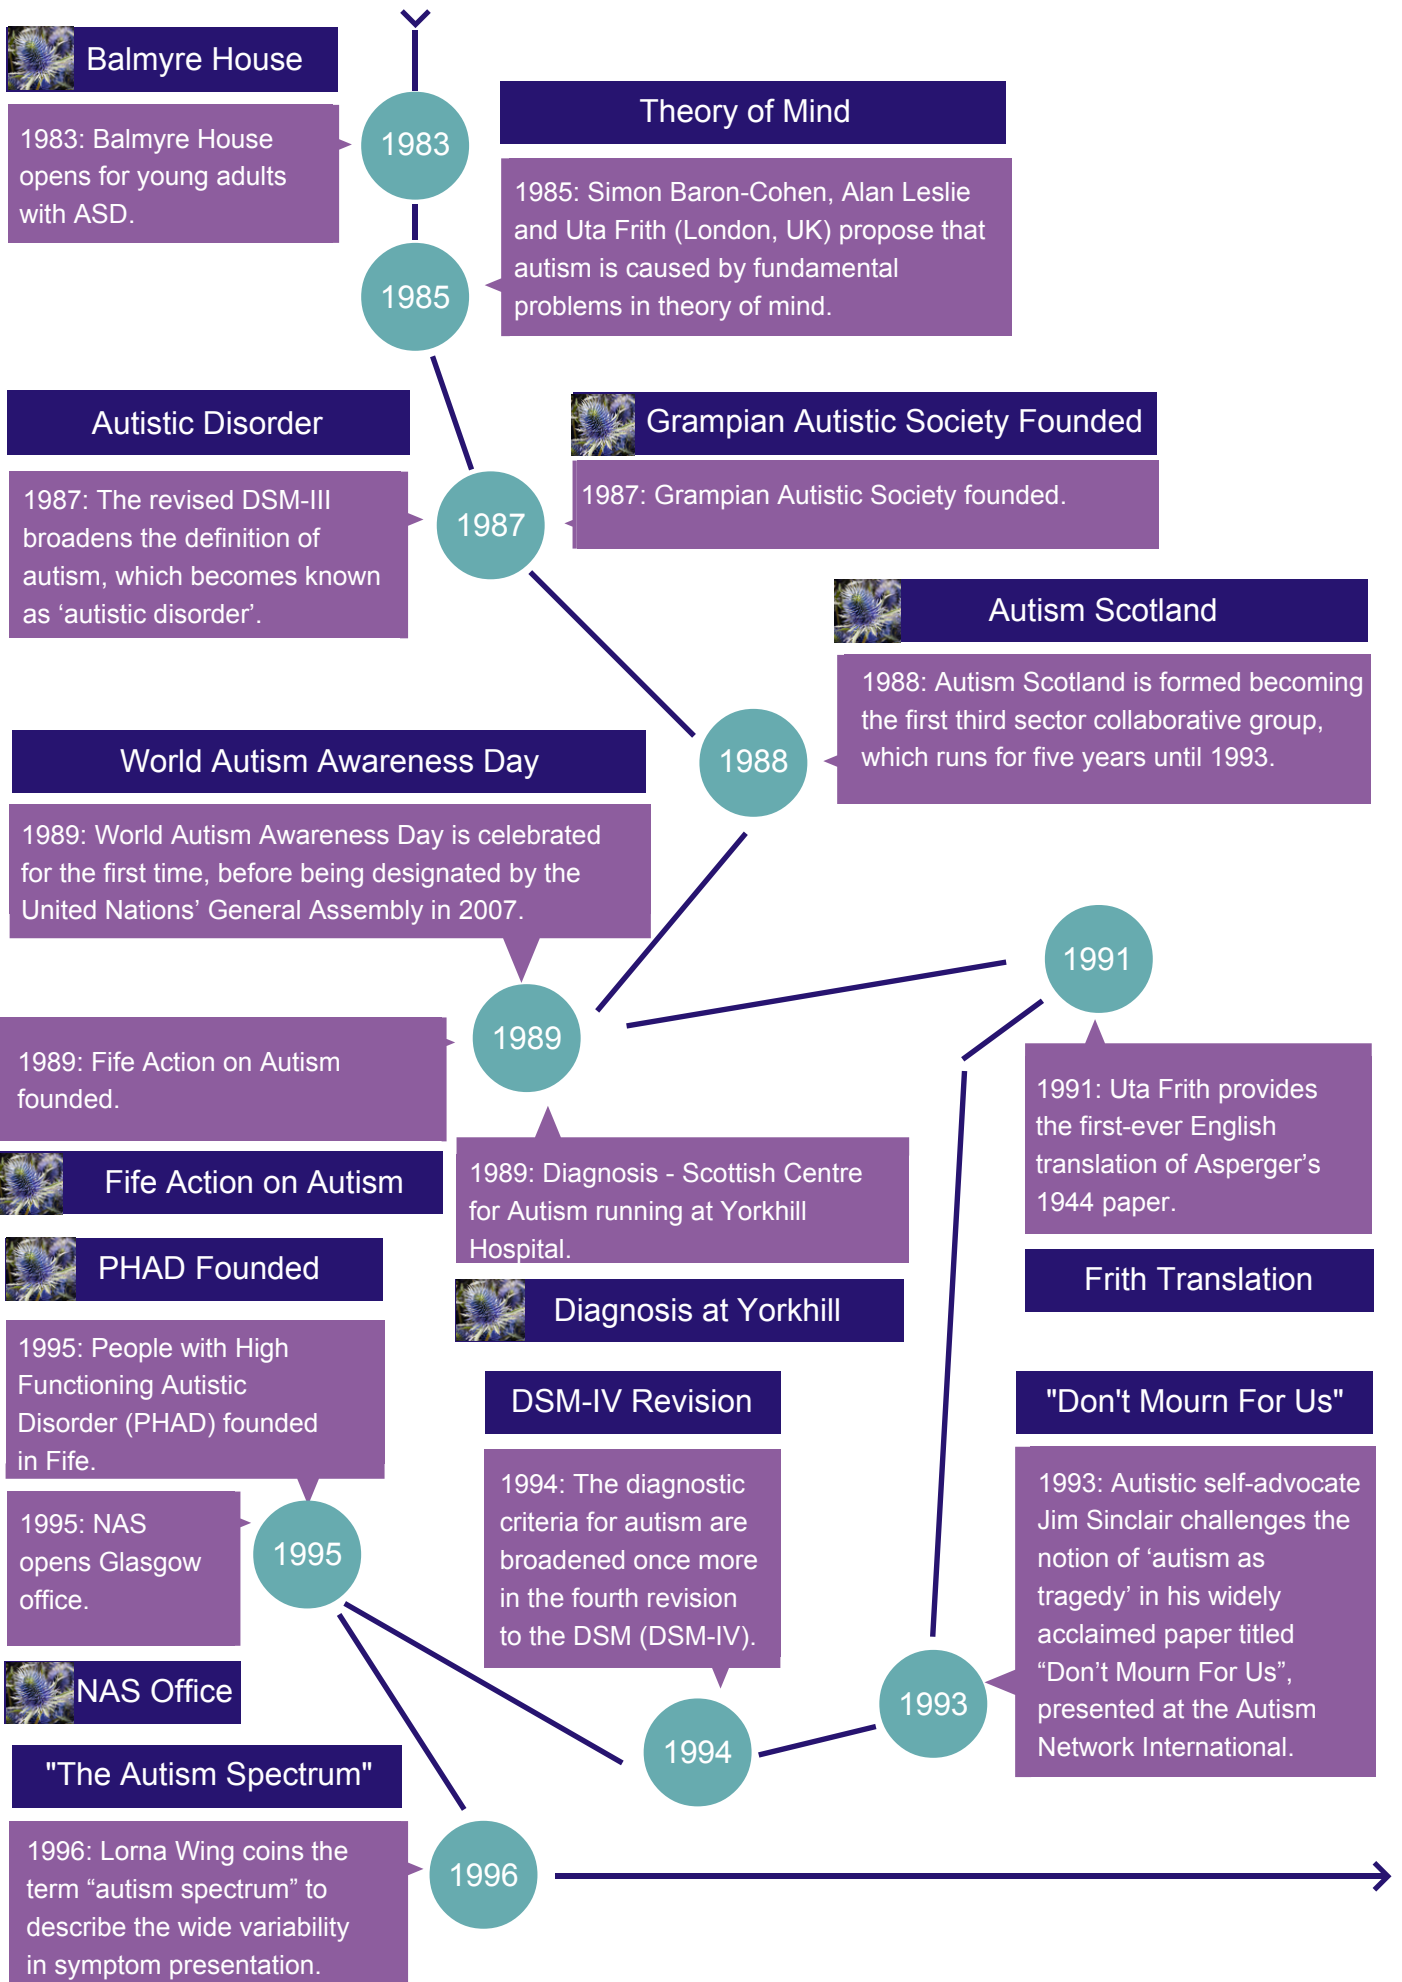 Balmyre House
1983: Balmyre House
opens for young adults
with ASD.
1983
Theory of Mind
1985: Simon Baron-Cohen, Alan Leslie
and Uta Frith (London, UK) propose that
autism is caused by fundamental
problems in theory of mind.
1985
Autistic Disorder
1987: The revised DSM-III
broadens the definition of
autism, which becomes known
as ‘autistic disorder’.
1987
Grampian Autistic Society Founded
1987: Grampian Autistic Society founded.
Autism Scotland
1988: Autism Scotland is formed becoming
the first third sector collaborative group,
which runs for five years until 1993.
1988
World Autism Awareness Day
1989: World Autism Awareness Day is celebrated
for the first time, before being designated by the
United Nations’ General Assembly in 2007.
1989
1989: Fife Action on Autism
founded.
Fife Action on Autism
1989: Diagnosis - Scottish Centre
for Autism running at Yorkhill
Hospital.
Diagnosis at Yorkhill
1991
1991: Uta Frith provides
the first-ever English
translation of Asperger’s
1944 paper.
Frith Translation
PHAD Founded
1995: People with High
Functioning Autistic
Disorder (PHAD) founded
in Fife.
1995: NAS
opens Glasgow
office.
1995
NAS Office
DSM-IV Revision
1994: The diagnostic
criteria for autism are
broadened once more
in the fourth revision
to the DSM (DSM-IV).
1994
"Don't Mourn For Us"
1993: Autistic self-advocate
Jim Sinclair challenges the
notion of ‘autism as
tragedy’ in his widely
acclaimed paper titled
“Don’t Mourn For Us”,
presented at the Autism
Network International.
1993
"The Autism Spectrum"
1996: Lorna Wing coins the
term “autism spectrum” to
describe the wide variability
in symptom presentation.
1996